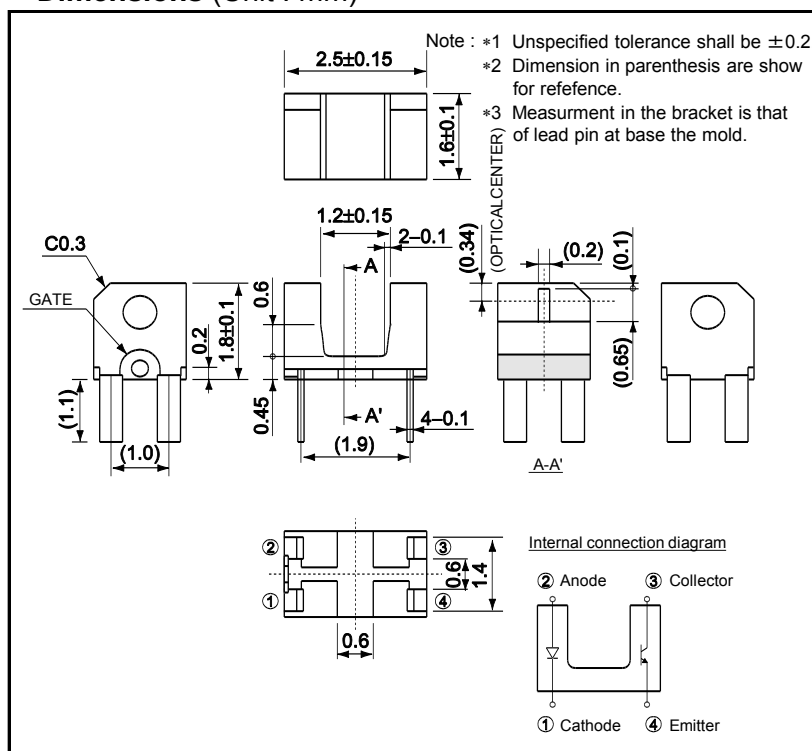 Dimensions (Unit : mm)
Note : *1 Unspecified tolerance shall be ±0.2
*2 Dimension in parenthesis are show
for refefence.
*3 Measurment in the bracket is that
of lead pin at base the mold.
2.5±0.15
1.6±0.1
1.2±0.15
2–0.1
(0.34)
(OPTICALCENTER)
(0.2)
(0.1)
C0.3
GATE
A
0.6
0.2
1.8±0.1
(0.65)
0.45
A'
4–0.1
(1.1)
(1.0)
(1.9)
A-A'
②
③
①
④
0.6
1.4
0.6
Internal connection diagram
② Anode
③ Collector
① Cathode
④ Emitter